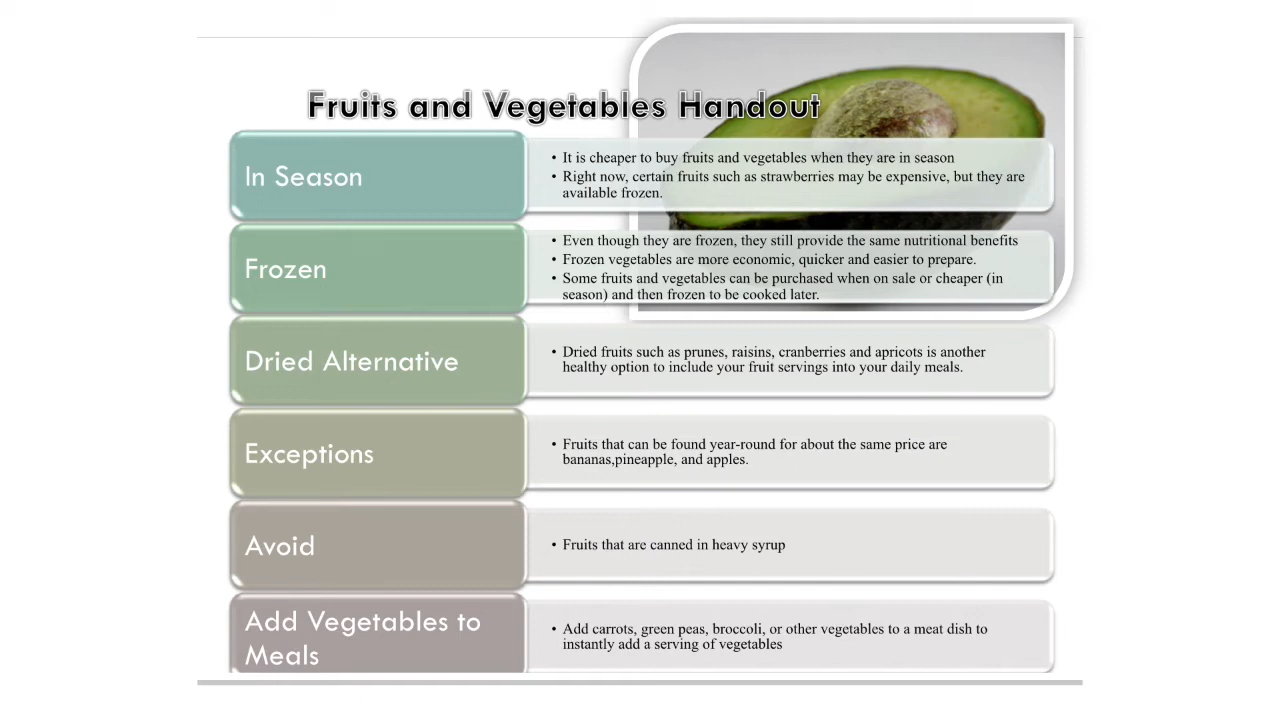 Fruits and Vegetables Handout
In Season
• It is cheaper to buy fruits and vegetables when they are in season
• Right now, certain fruits such as strawberries may be expensive, but they are
available frozen.
Frozen
• Even though they are frozen, they still provide the same nutritional benefits
• Frozen vegetables are more economic, quicker and easier to prepare.
• Some fruits and vegetables can be purchased when on sale or cheaper (in
season) and then frozen to be cooked later.
Dried Alternative
• Dried fruits such as prunes, raisins, cranberries and apricots is another
healthy option to include your fruit servings into your daily meals.
Exceptions
• Fruits that can be found year-round for about the same price are
bananas,pineapple, and apples.
Avoid
• Fruits that are canned in heavy syrup
Add Vegetables to
Meals
• Add carrots, green peas, broccoli, or other vegetables to a meat dish to
instantly add a serving of vegetables